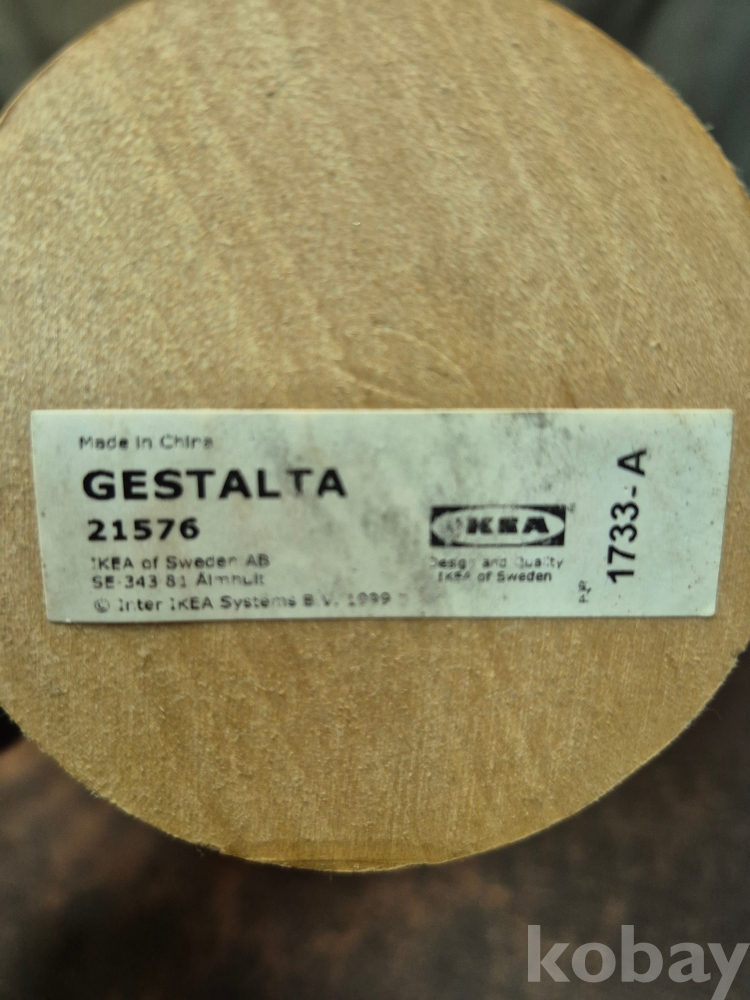 Made in China
GESTALTA
21576
IKEA of Sweden AB
SE-343 81 Älmhult
© Inter IKEA Systems B.V. 1999
IKEA
Design and Quality
IKEA of Sweden
1733-A
kobay